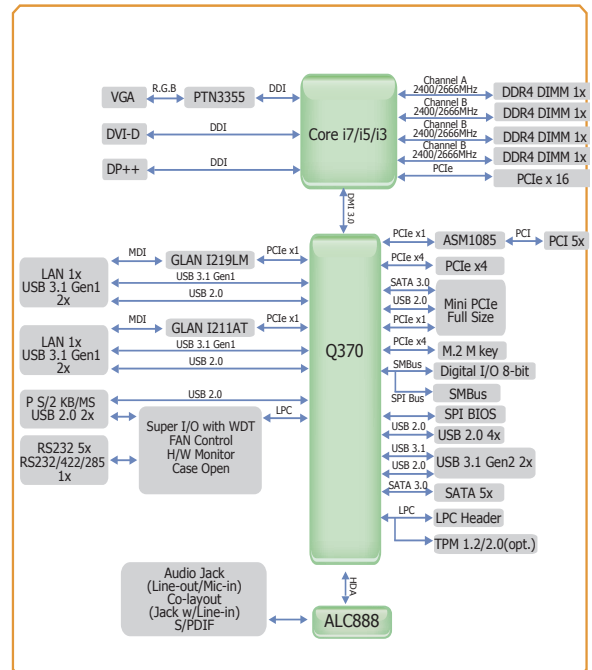 VGA
R.G.B
PTN3355
DDI
DVI-D
DDI
DP++
DDI
Core i7/i5/i3
Channel A
2400/2666MHz
DDR4 DIMM 1x
Channel B
2400/2666MHz
DDR4 DIMM 1x
Channel B
2400/2666MHz
DDR4 DIMM 1x
Channel B
2400/2666MHz
DDR4 DIMM 1x
PCIe
PCIe x 16
DMI 3.0
Q370
LAN 1x
USB 3.1 Gen1
2x
MDI
GLAN I219LM
PCIe x1
USB 3.1 Gen1
USB 2.0
LAN 1x
USB 3.1 Gen1
2x
MDI
GLAN I211AT
PCIe x1
USB 3.1 Gen1
USB 2.0
P S/2 KB/MS
USB 2.0 2x
USB 2.0
RS232 5x
RS232/422/285
1x
Super I/O with WDT
FAN Control
H/W Monitor
Case Open
LPC
PCIe x1
ASM1085
PCI
PCI 5x
PCIe x4
PCIe x4
SATA 3.0
USB 2.0
PCIe x1
Mini PCIe
Full Size
PCIe x4
M.2 M key
SMBus
Digital I/O 8-bit
SMBus
SPI Bus
SPI BIOS
USB 2.0
USB 2.0 4x
USB 3.1
USB 2.0
USB 3.1 Gen2 2x
SATA 3.0
SATA 5x
LPC
LPC Header
TPM 1.2/2.0(opt.)
HDA
Audio Jack
(Line-out/Mic-in)
Co-layout
(Jack w/Line-in)
S/PDIF
ALC888